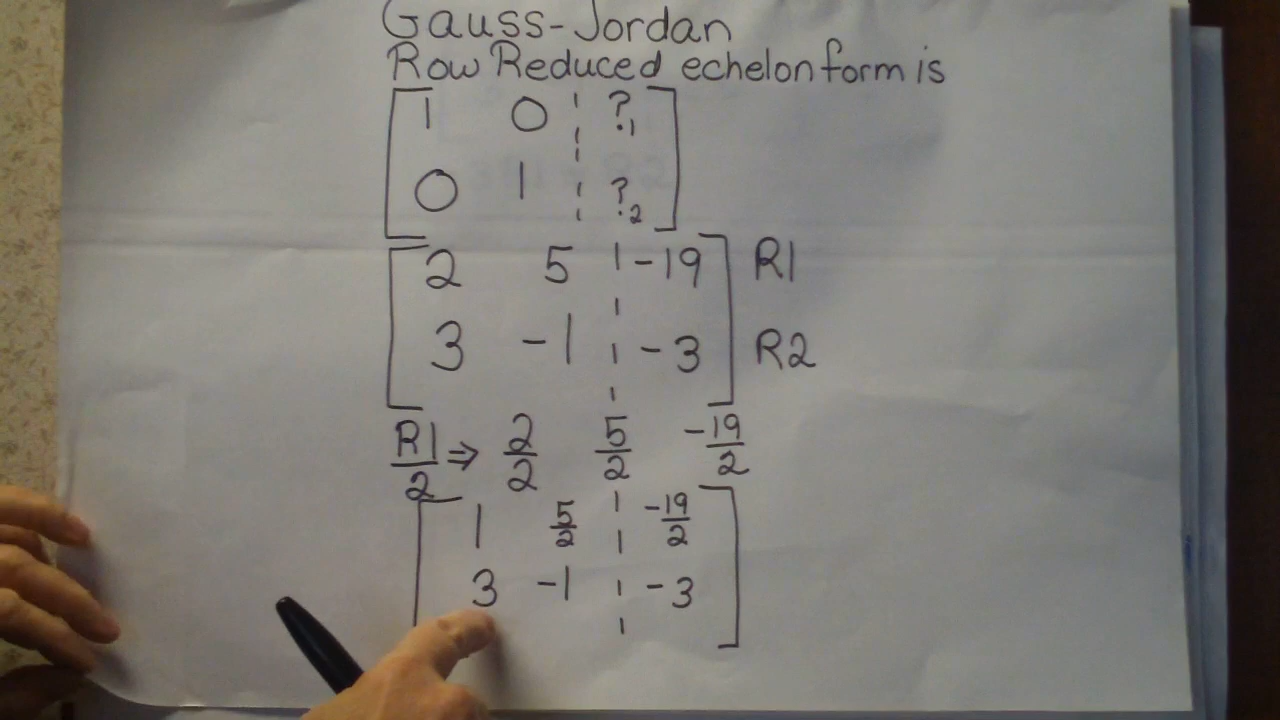 Gauss-Jordan
Row Reduced echelon form is
1 0 ?1
0 1 ?2
2 5 -19 R1
3 -1 -3 R2
R1/2 ⇒ 2/2 5/2 -19/2
1 5/2 -19/2
3 -1 -3